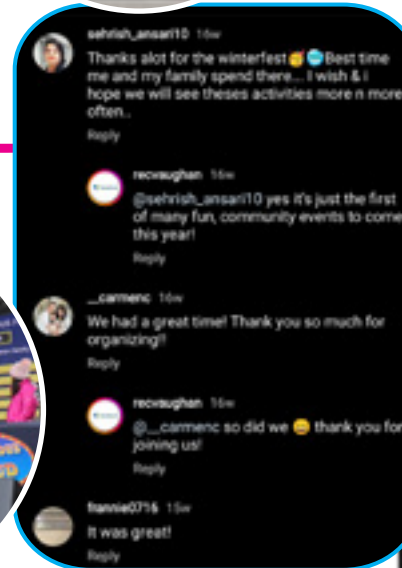 sehrish_ansari10 16w
Thanks alot for the winterfest🥳🥶Best time
me and my family spend there... I wish & i
hope we will see theses activities more n more
often..
Reply
recvaughan 16w
@sehrish_ansari10 yes it's just the first
of many fun, community events to come
this year!
Reply
__carmenc 16w
We had a great time! Thank you so much for
organizing!!
Reply
recvaughan 16w
@__carmenc so did we 😄 thank you for
joining us!
Reply
frannie0716 15w
It was great!
Reply